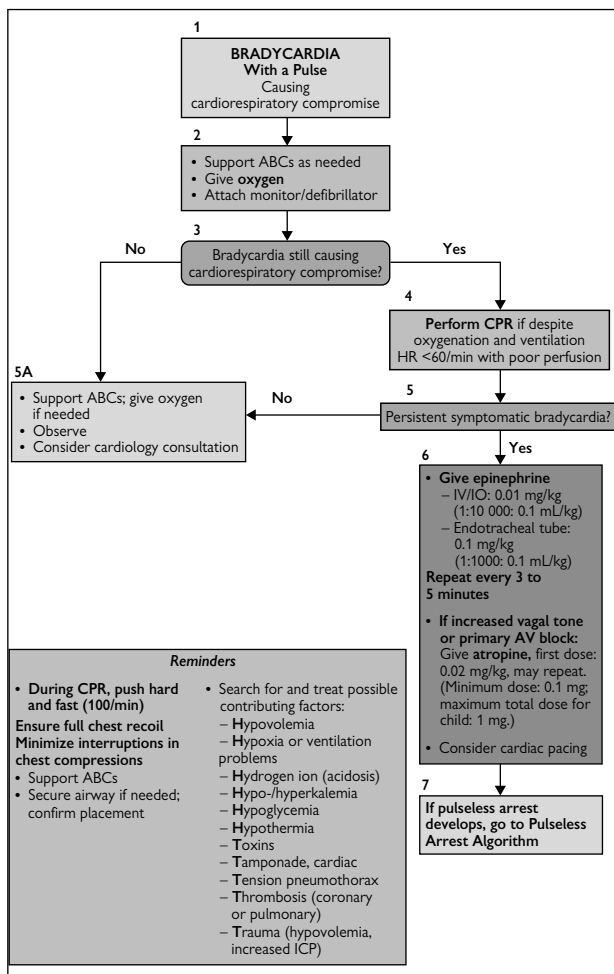 1
BRADYCARDIA
With a Pulse
Causing
cardiorespiratory compromise
2
• Support ABCs as needed
• Give oxygen
• Attach monitor/defibrillator
3
No
Bradycardia still causing
cardiorespiratory compromise?
Yes
4
Perform CPR if despite
oxygenation and ventilation
HR <60/min with poor perfusion
5A
• Support ABCs; give oxygen
if needed
• Observe
• Consider cardiology consultation
No
5
Persistent symptomatic bradycardia?
Yes
6
• Give epinephrine
– IV/IO: 0.01 mg/kg
(1:10 000: 0.1 mL/kg)
– Endotracheal tube:
0.1 mg/kg
(1:1000: 0.1 mL/kg)
Repeat every 3 to
5 minutes
• If increased vagal tone
or primary AV block:
Give atropine, first dose:
0.02 mg/kg, may repeat.
(Minimum dose: 0.1 mg;
maximum total dose for
child: 1 mg.)
• Consider cardiac pacing
7
If pulseless arrest
develops, go to Pulseless
Arrest Algorithm
Reminders
• During CPR, push hard
and fast (100/min)
Ensure full chest recoil
Minimize interruptions in
chest compressions
• Support ABCs
• Secure airway if needed;
confirm placement
• Search for and treat possible
contributing factors:
– Hypovolemia
– Hypoxia or ventilation
problems
– Hydrogen ion (acidosis)
– Hypo-/hyperkalemia
– Hypoglycemia
– Hypothermia
– Toxins
– Tamponade, cardiac
– Tension pneumothorax
– Thrombosis (coronary
or pulmonary)
– Trauma (hypovolemia,
increased ICP)